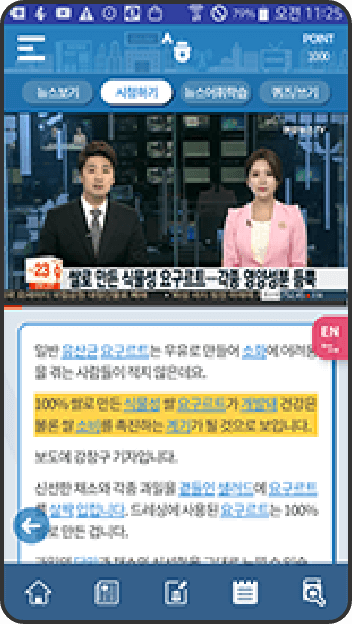 79% 오전 11:25
POINT
1000
뉴스보기 시청하기 뉴스어휘학습 퀴즈/쓰기
쌀로 만든 식물성 요구르트…각종 영양성분 듬뿍
EN
일반 유산균 요구르트는 우유로 만들어 소화에 어려움
을 겪는 사람들이 적지 않은데요.
100% 쌀로 만든 식물성 쌀 요구르트가 개발돼 건강은
물론 쌀 소비를 촉진하는 계기가 될 것으로 보입니다.
보도에 강창구 기자입니다.
신선한 채소와 각종 과일을 곁들인 샐러드에 요구르트
를 살짝 입힙니다. 드레싱에 사용된 요구르트는 100%
로 만든 겁니다.